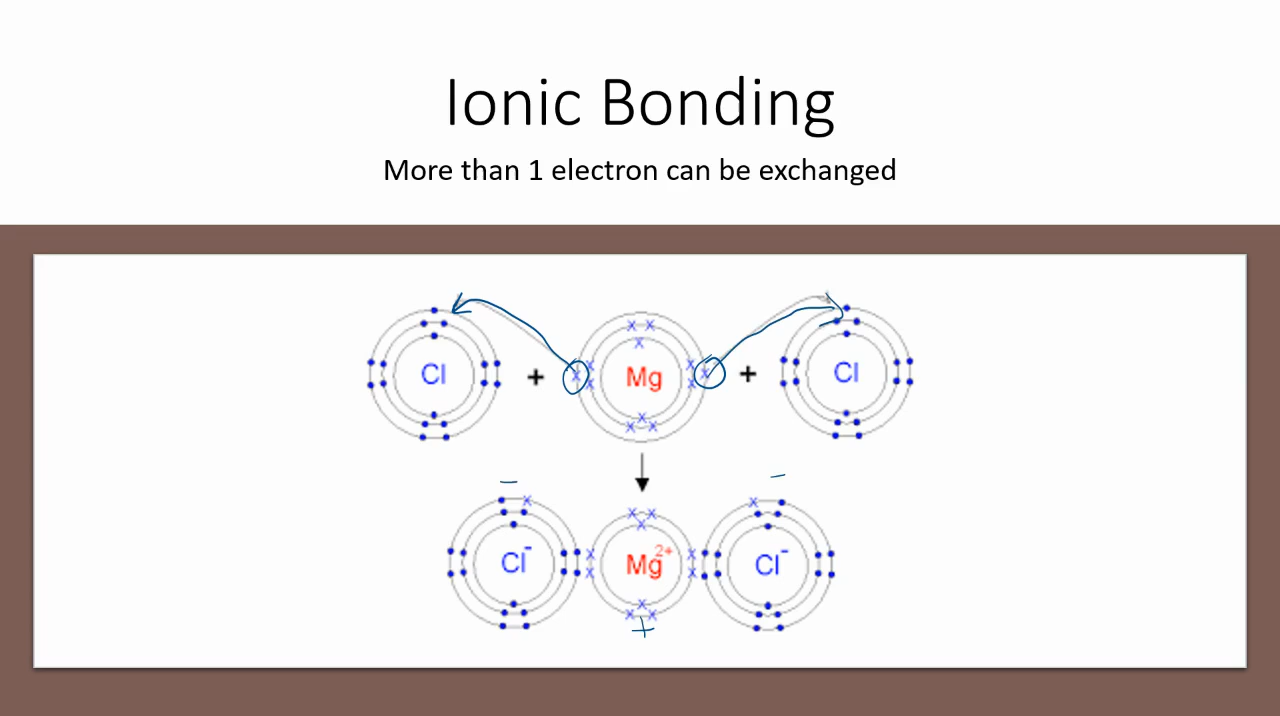 Ionic Bonding
More than 1 electron can be exchanged
Cl + Mg + Cl
− −
Cl⁻ Mg²⁺ Cl⁻
+